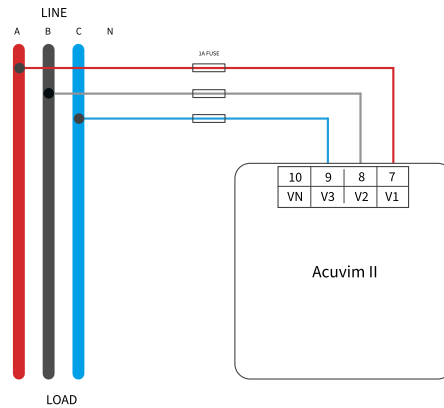 LINE
A B C N
1A FUSE
10 9 8 7
VN V3 V2 V1
Acuvim II
LOAD